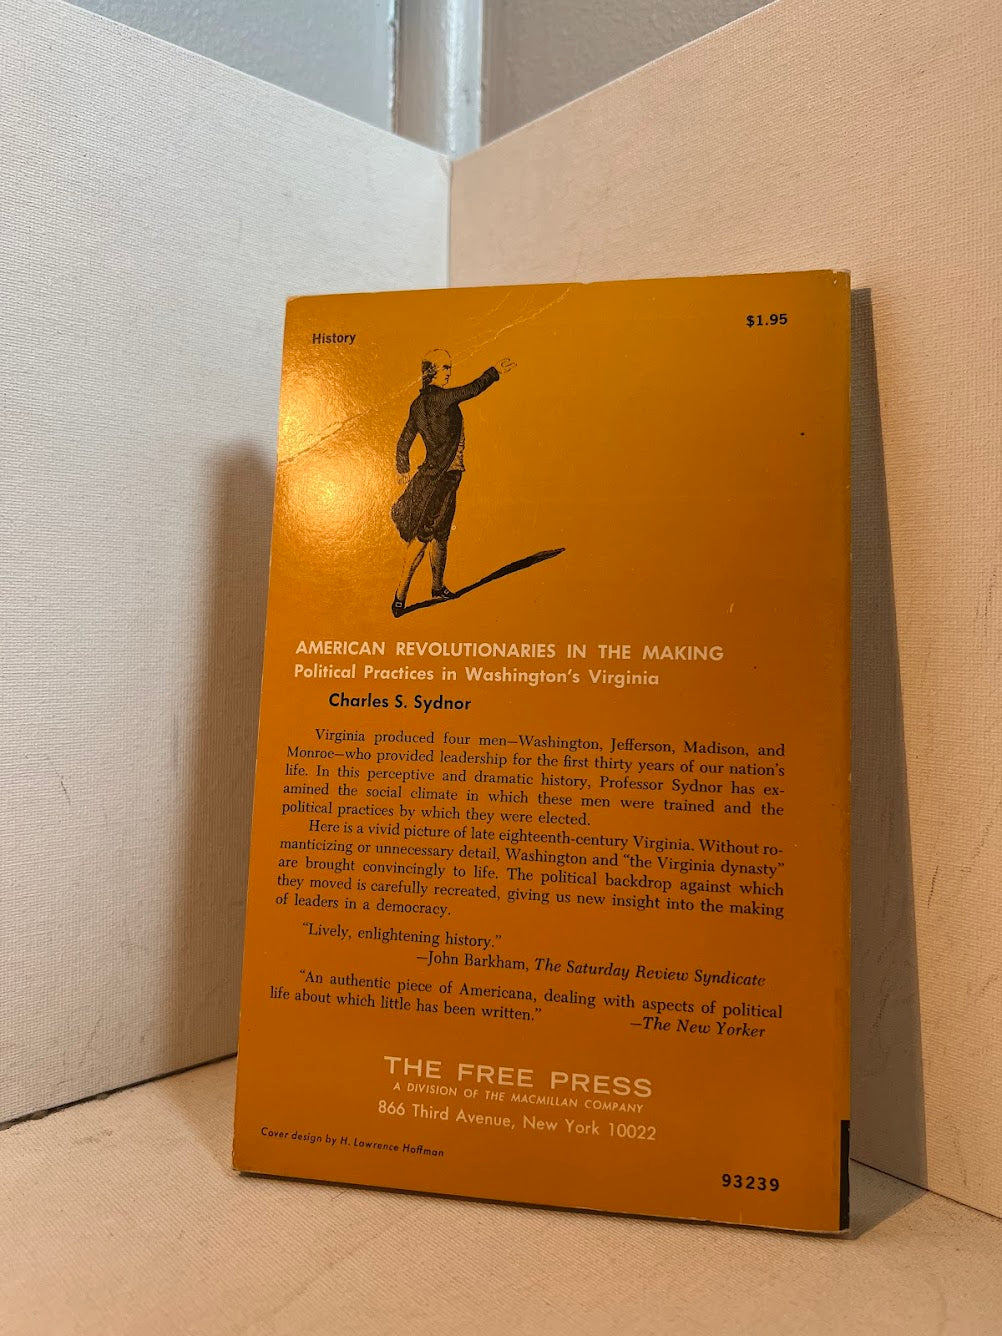 History
$1.95
AMERICAN REVOLUTIONARIES IN THE MAKING
Political Practices in Washington's Virginia
Charles S. Sydnor
Virginia produced four men—Washington, Jefferson, Madison, and
Monroe—who provided leadership for the first thirty years of our nation's
life. In this perceptive and dramatic history, Professor Sydnor has ex-
amined the social climate in which these men were trained and the
political practices by which they were elected.
Here is a vivid picture of late eighteenth-century Virginia. Without ro-
manticizing or unnecessary detail, Washington and "the Virginia dynasty"
are brought convincingly to life. The political backdrop against which
they moved is carefully recreated, giving us new insight into the making
of leaders in a democracy.
"Lively, enlightening history."
—John Barkham, The Saturday Review Syndicate
"An authentic piece of Americana, dealing with aspects of political
life about which little has been written."
—The New Yorker
THE FREE PRESS
A DIVISION OF THE MACMILLAN COMPANY
866 Third Avenue, New York 10022
Cover design by H. Lawrence Hoffman
93239